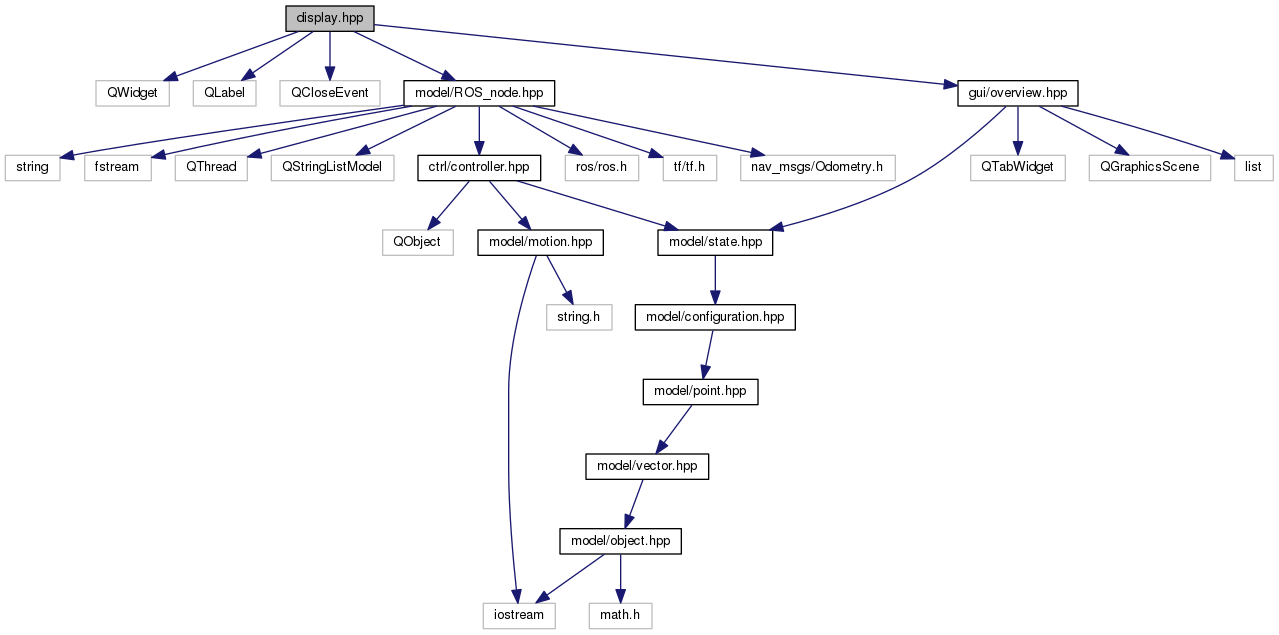 display.hpp
QWidget
QLabel
QCloseEvent
model/ROS_node.hpp
gui/overview.hpp
string
fstream
QThread
QStringListModel
ctrl/controller.hpp
ros/ros.h
tf/tf.h
nav_msgs/Odometry.h
QTabWidget
QGraphicsScene
list
QObject
model/motion.hpp
model/state.hpp
string.h
model/configuration.hpp
model/point.hpp
model/vector.hpp
model/object.hpp
iostream
math.h